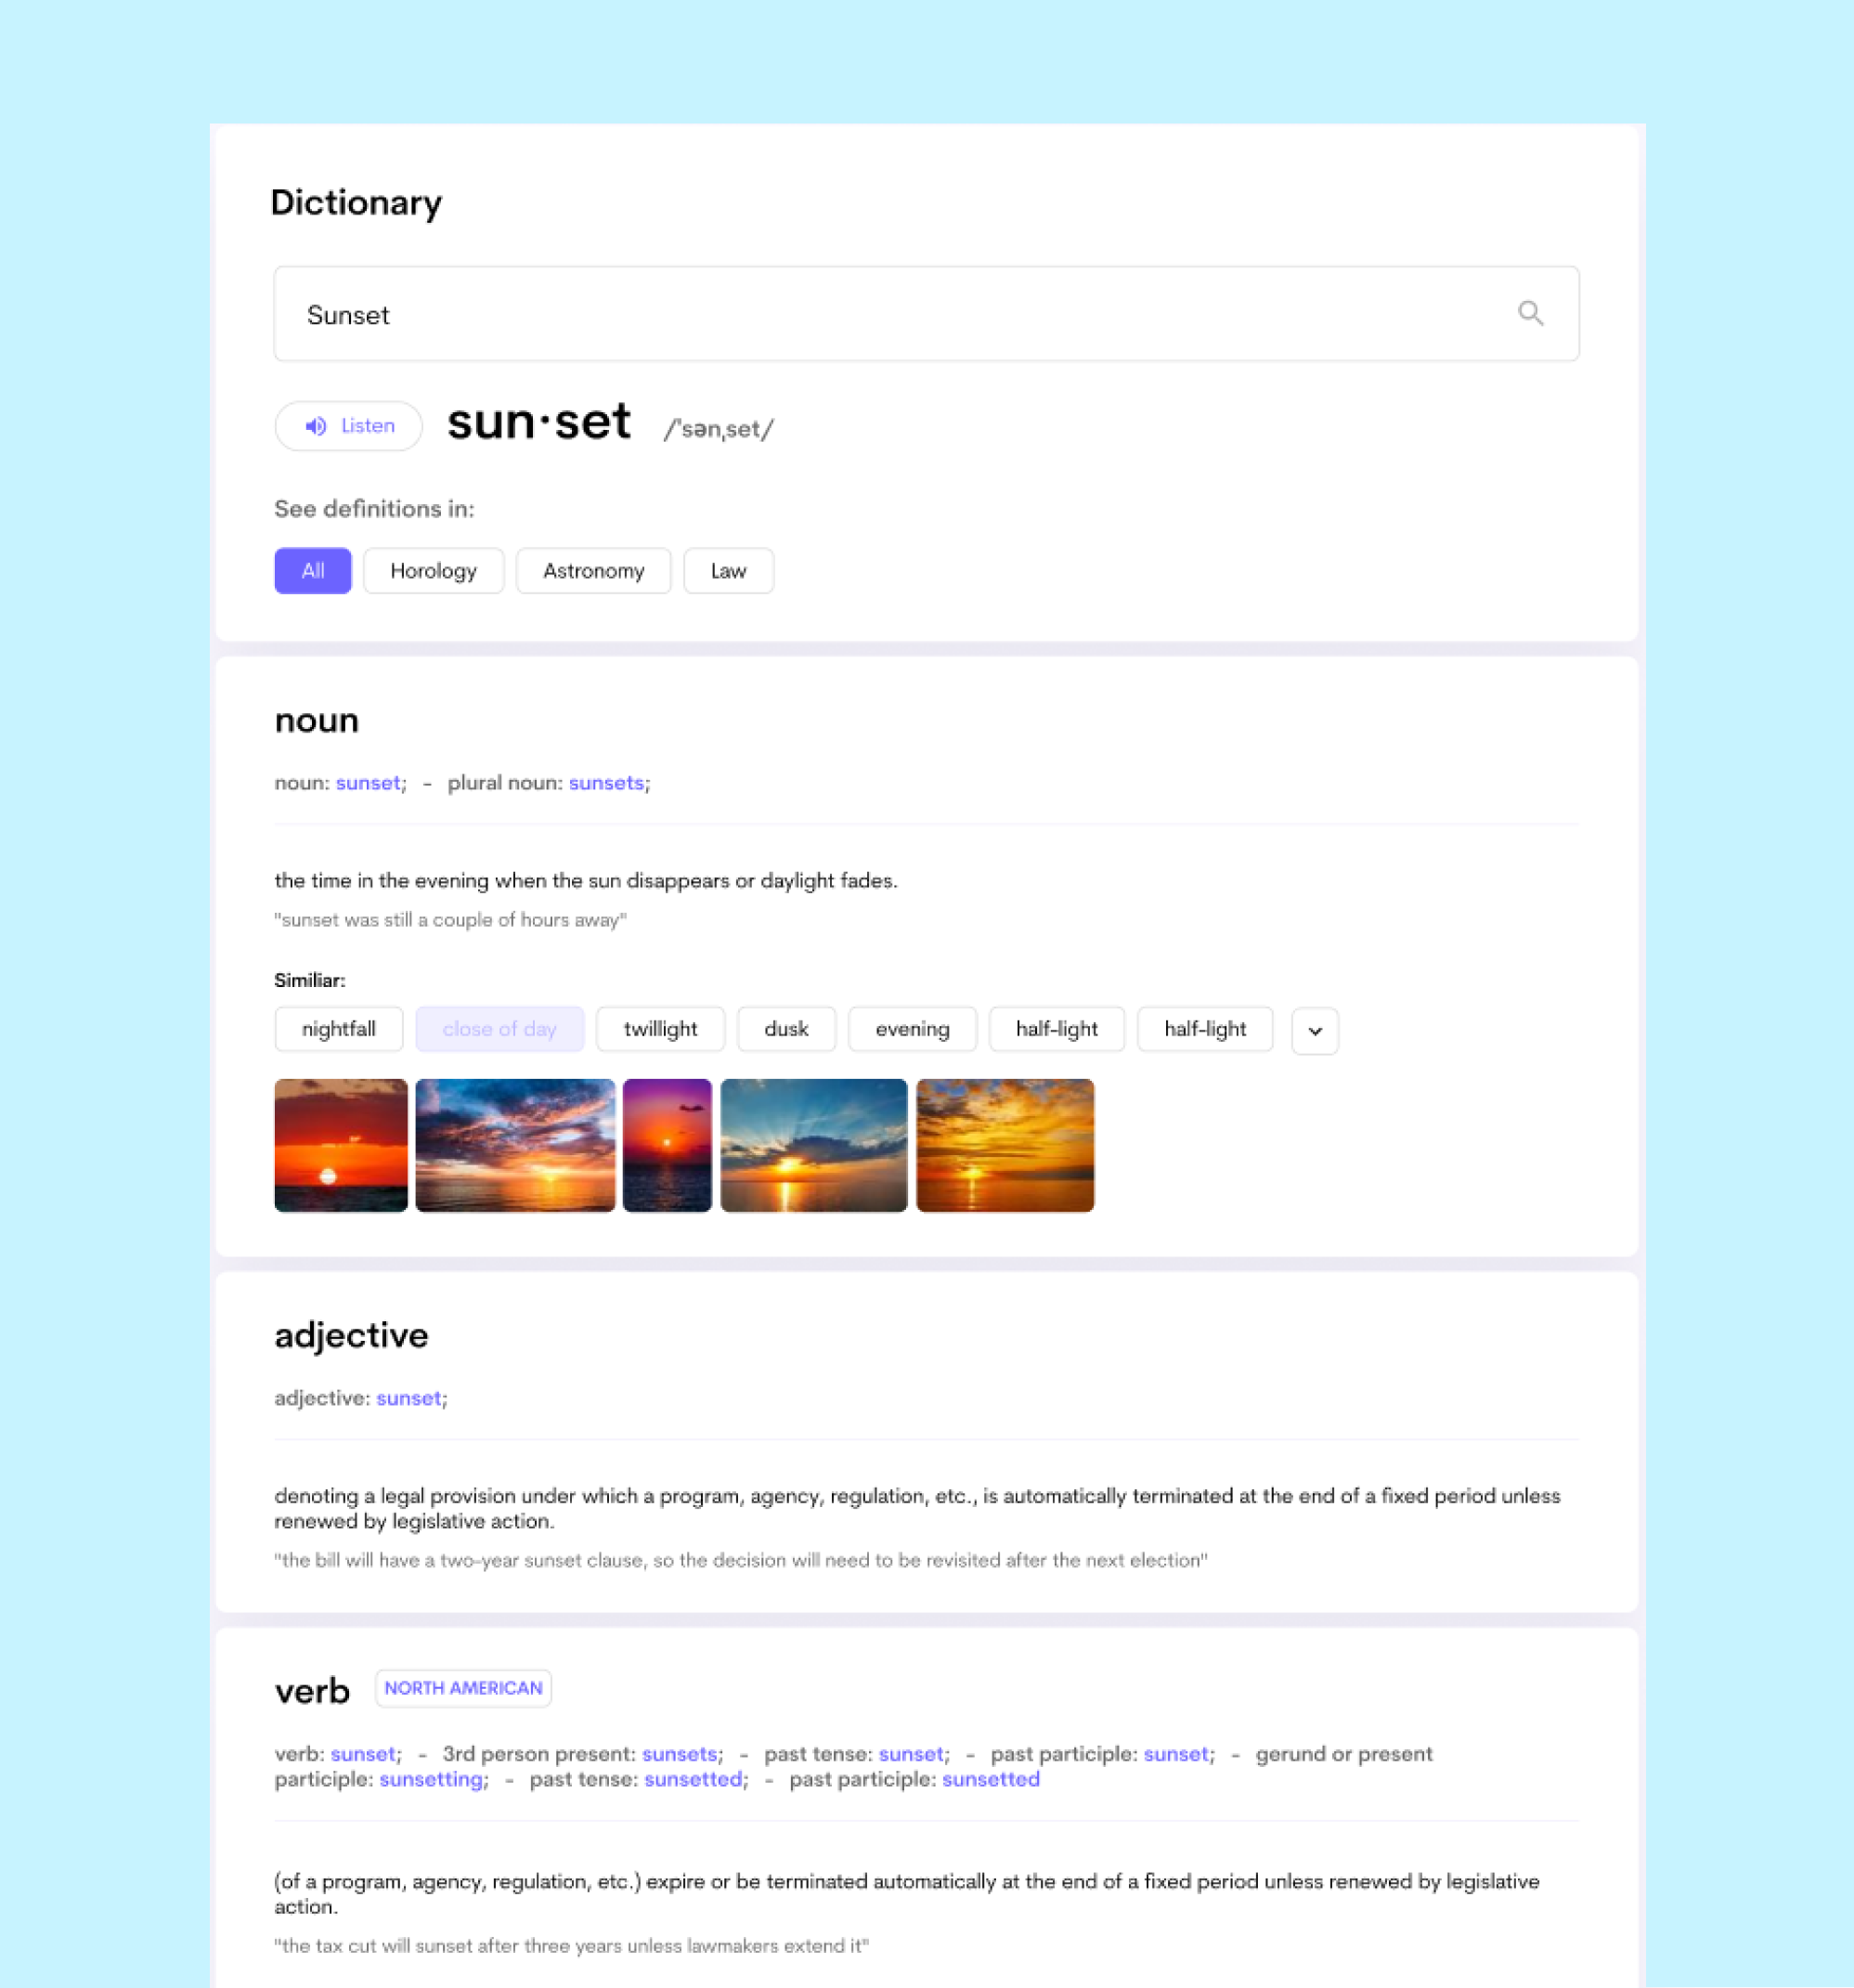 Dictionary
Sunset
Listen sun·set /ˈsənˌset/
See definitions in:
All Horology Astronomy Law
noun
noun: sunset; - plural noun: sunsets;
the time in the evening when the sun disappears or daylight fades.
"sunset was still a couple of hours away"
Similiar:
nightfall close of day twillight dusk evening half-light half-light
adjective
adjective: sunset;
denoting a legal provision under which a program, agency, regulation, etc., is automatically terminated at the end of a fixed period unless
renewed by legislative action.
"the bill will have a two-year sunset clause, so the decision will need to be revisited after the next election"
verb NORTH AMERICAN
verb: sunset; - 3rd person present: sunsets; - past tense: sunset; - past participle: sunset; - gerund or present
participle: sunsetting; - past tense: sunsetted; - past participle: sunsetted
(of a program, agency, regulation, etc.) expire or be terminated automatically at the end of a fixed period unless renewed by legislative
action.
"the tax cut will sunset after three years unless lawmakers extend it"